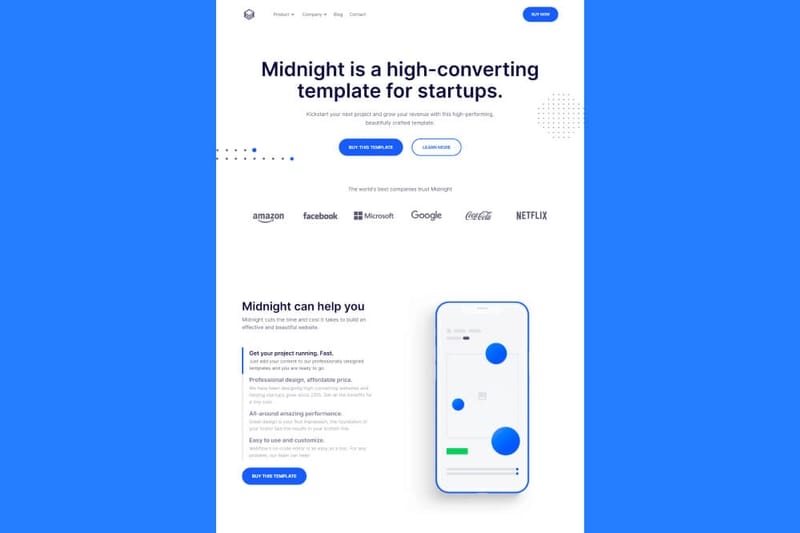 Product Company Blog Contact BUY NOW
Midnight is a high-converting
template for startups.
Kickstart your next project and grow your revenue with this high-performing,
beautifully crafted template.
BUY THIS TEMPLATE LEARN MORE
The world's best companies trust Midnight
amazon facebook Microsoft Google Coca-Cola NETFLIX
Midnight can help you
Midnight cuts the time and cost it takes to build an
effective and beautiful website.
Get your project running. Fast.
Just add your content to our professionally designed
templates and you are ready to go.
Professional design, affordable price.
We have been designing high converting websites and
helping startups grow since 2015. Get all the benefits for
a tiny cost.
All-around amazing performance.
Great design is your first impression, the foundation of
your brand. See the results in your bottom line.
Easy to use and customize.
Webflow's no-code editor is as easy as it
For any
problem, our team can help.
BUY THIS TEMPLATE